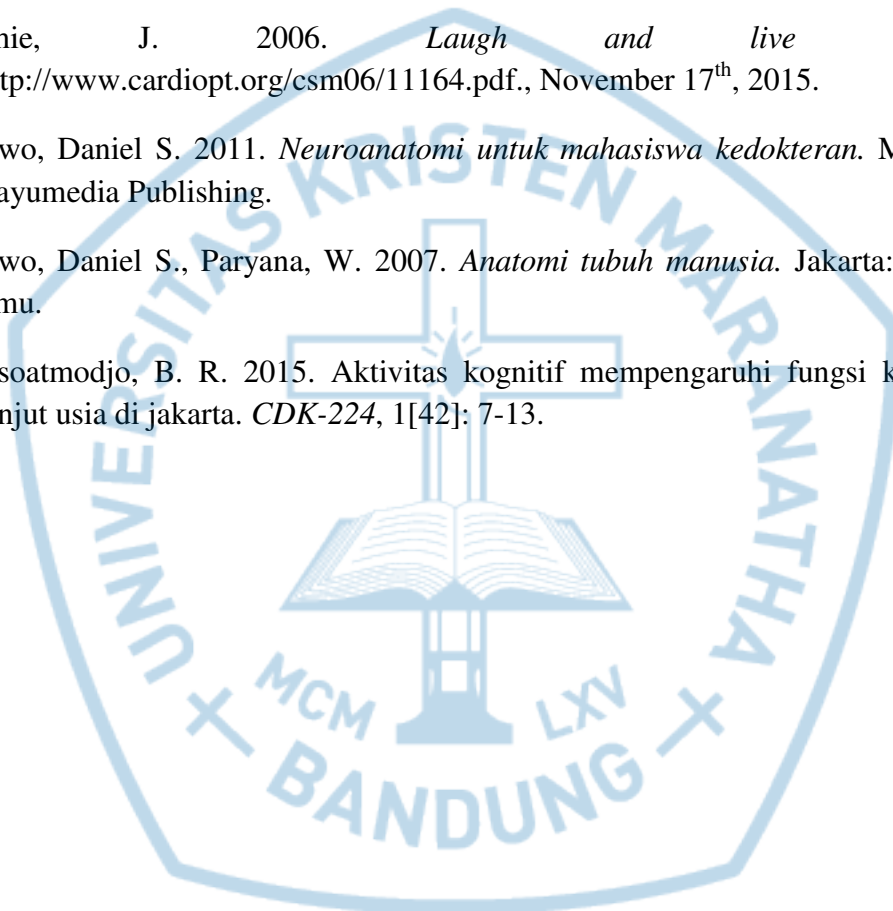 nie, J. 2006. Laugh and live
tp://www.cardiopt.org/csm06/11164.pdf., November 17th, 2015.
wo, Daniel S. 2011. Neuroanatomi untuk mahasiswa kedokteran. M
ayumedia Publishing.
wo, Daniel S., Paryana, W. 2007. Anatomi tubuh manusia. Jakarta:
mu.
soatmodjo, B. R. 2015. Aktivitas kognitif mempengaruhi fungsi k
njut usia di jakarta. CDK-224, 1[42]: 7-13.
UNIVERSITAS KRISTEN MARANATHA
MCM LXV
BANDUNG